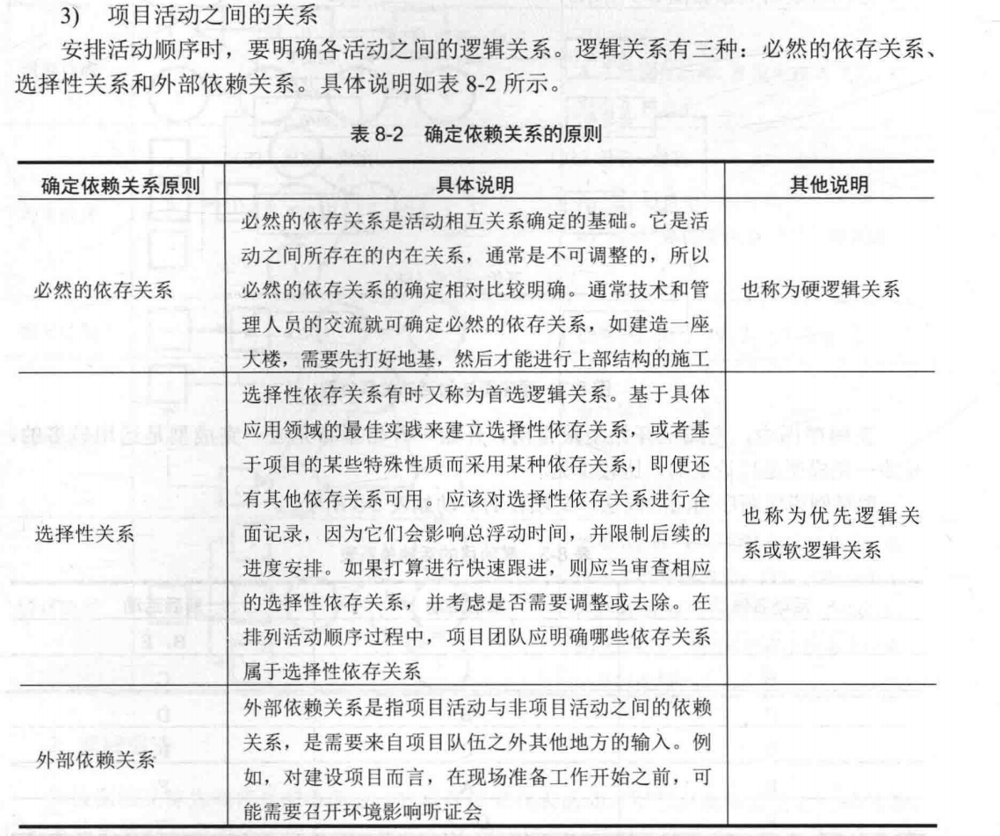 3) 项目活动之间的关系
安排活动顺序时，要明确各活动之间的逻辑关系。逻辑关系有三种：必然的依存关系、
选择性关系和外部依赖关系。具体说明如表 8-2 所示。
表 8-2 确定依赖关系的原则
确定依赖关系原则 具体说明 其他说明
必然的依存关系是活动相互关系确定的基础。它是活
动之间所存在的内在关系，通常是不可调整的，所以
必然的依存关系 必然的依存关系的确定相对比较明确。通常技术和管 也称为硬逻辑关系
理人员的交流就可确定必然的依存关系，如建造一座
大楼，需要先打好地基，然后才能进行上部结构的施工
选择性依存关系有时又称为首选逻辑关系。基于具体
应用领域的最佳实践来建立选择性依存关系，或者基
于项目的某些特殊性质而采用某种依存关系，即便还
有其他依存关系可用。应该对选择性依存关系进行全
选择性关系 面记录，因为它们会影响总浮动时间，并限制后续的 也称为优先逻辑关
进度安排。如果打算进行快速跟进，则应当审查相应 系或软逻辑关系
的选择性依存关系，并考虑是否需要调整或去除。在
排列活动顺序过程中，项目团队应明确哪些依存关系
属于选择性依存关系
外部依赖关系是指项目活动与非项目活动之间的依赖
关系，是需要来自项目队伍之外其他地方的输入。例
外部依赖关系 如，对建设项目而言，在现场准备工作开始之前，可
能需要召开环境影响听证会